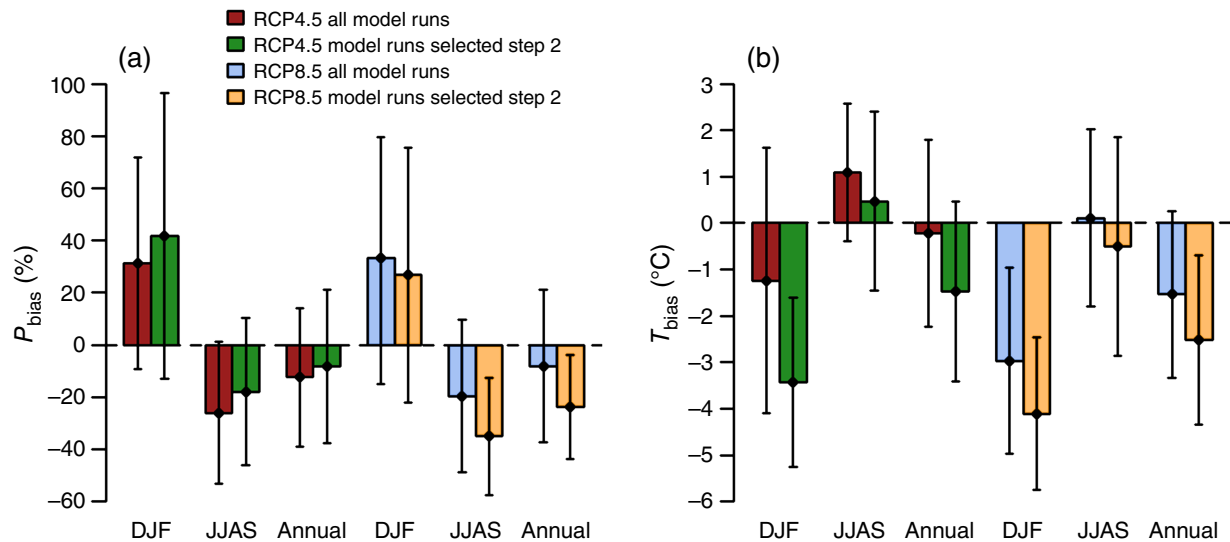 RCP4.5 all model runs
RCP4.5 model runs selected step 2
RCP8.5 all model runs
RCP8.5 model runs selected step 2
(a)
100
80
60
40
20
0
−20
−40
−60
Pbias (%)
DJF JJAS Annual DJF JJAS Annual
(b)
3
2
1
0
−1
−2
−3
−4
−5
−6
Tbias (°C)
DJF JJAS Annual DJF JJAS Annual